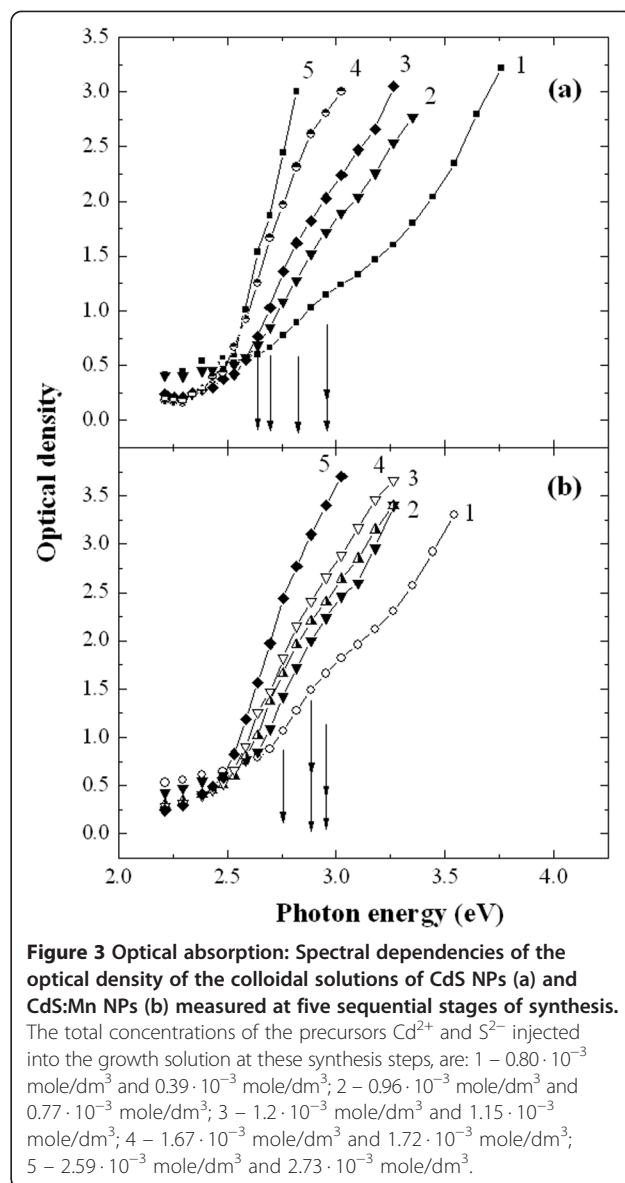 3.5
3.0
2.5
2.0
1.5
1.0
0.5
0.0
5
4
3
2
1
(a)
Optical density
3.5
3.0
2.5
2.0
1.5
1.0
0.5
0.0
5
4
3
2
1
(b)
2.0 2.5 3.0 3.5 4.0
Photon energy (eV)
Figure 3 Optical absorption: Spectral dependencies of the
optical density of the colloidal solutions of CdS NPs (a) and
CdS:Mn NPs (b) measured at five sequential stages of synthesis.
The total concentrations of the precursors Cd²⁺ and S²⁻ injected
into the growth solution at these synthesis steps, are: 1 – 0.80 · 10⁻³
mole/dm³ and 0.39 · 10⁻³ mole/dm³; 2 – 0.96 · 10⁻³ mole/dm³ and
0.77 · 10⁻³ mole/dm³; 3 – 1.2 · 10⁻³ mole/dm³ and 1.15 · 10⁻³
mole/dm³; 4 – 1.67 · 10⁻³ mole/dm³ and 1.72 · 10⁻³ mole/dm³;
5 – 2.59 · 10⁻³ mole/dm³ and 2.73 · 10⁻³ mole/dm³.